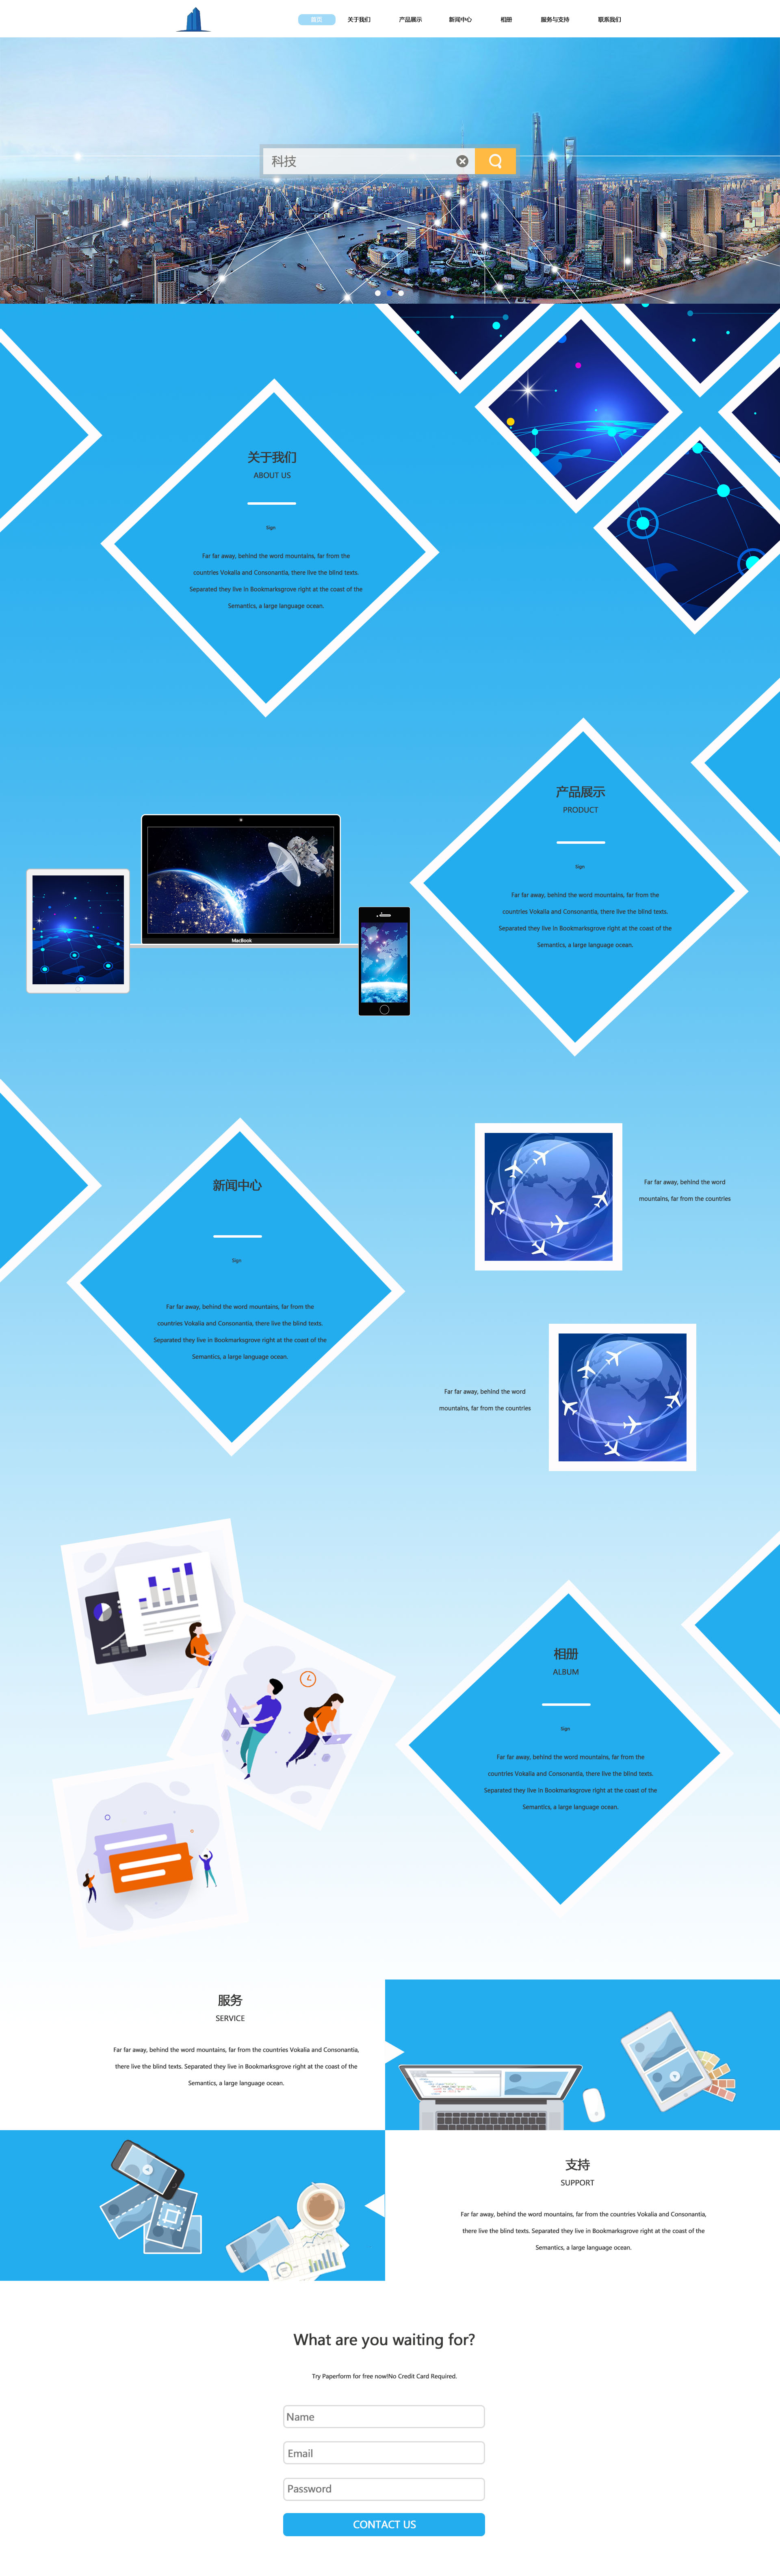 首页 关于我们 产品展示 新闻中心 相册 服务与支持 联系我们
科技
关于我们
ABOUT US
Sign
Far far away, behind the word mountains, far from the
countries Vokalia and Consonantia, there live the blind texts.
Separated they live in Bookmarksgrove right at the coast of the
Semantics, a large language ocean.
产品展示
PRODUCT
Sign
Far far away, behind the word mountains, far from the
countries Vokalia and Consonantia, there live the blind texts.
Separated they live in Bookmarksgrove right at the coast of the
Semantics, a large language ocean.
MacBook
新闻中心
Sign
Far far away, behind the word mountains, far from the
countries Vokalia and Consonantia, there live the blind texts.
Separated they live in Bookmarksgrove right at the coast of the
Semantics, a large language ocean.
Far far away, behind the word
mountains, far from the countries
Far far away, behind the word
mountains, far from the countries
相册
ALBUM
Sign
Far far away, behind the word mountains, far from the
countries Vokalia and Consonantia, there live the blind texts.
Separated they live in Bookmarksgrove right at the coast of the
Semantics, a large language ocean.
服务
SERVICE
Far far away, behind the word mountains, far from the countries Vokalia and Consonantia,
there live the blind texts. Separated they live in Bookmarksgrove right at the coast of the
Semantics, a large language ocean.
支持
SUPPORT
Far far away, behind the word mountains, far from the countries Vokalia and Consonantia,
there live the blind texts. Separated they live in Bookmarksgrove right at the coast of the
Semantics, a large language ocean.
What are you waiting for?
Try Paperform for free now!No Credit Card Required.
Name
Email
Password
CONTACT US